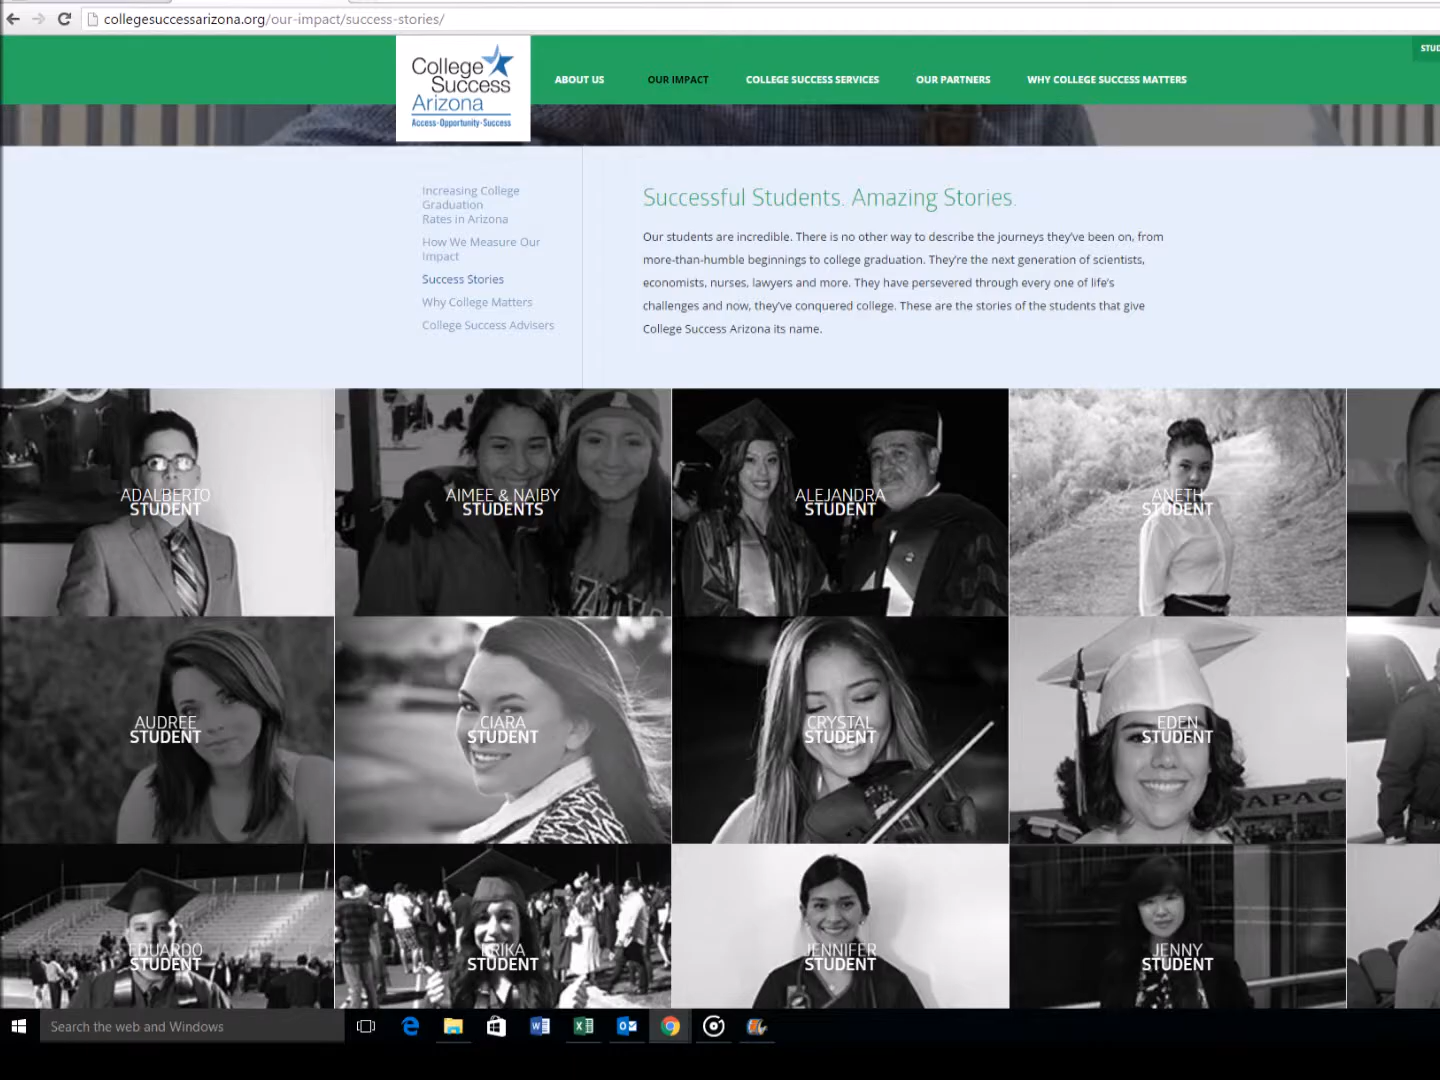 collegesuccessarizona.org/our-impact/success-stories/
College
Success
Arizona
Access·Opportunity·Success
ABOUT US
OUR IMPACT
COLLEGE SUCCESS SERVICES
OUR PARTNERS
WHY COLLEGE SUCCESS MATTERS
Increasing College
Graduation
Rates in Arizona
How We Measure Our
Impact
Success Stories
Why College Matters
College Success Advisers
Successful Students. Amazing Stories.
Our students are incredible. There is no other way to describe the journeys they've been on, from
more-than-humble beginnings to college graduation. They're the next generation of scientists,
economists, nurses, lawyers and more. They have persevered through every one of life's
challenges and now, they've conquered college. These are the stories of the students that give
College Success Arizona its name.
ADALBERTO
STUDENT
AIMEE & NAIBY
STUDENTS
ALEJANDRA
STUDENT
ANETH
STUDENT
AUDREE
STUDENT
CIARA
STUDENT
CRYSTAL
STUDENT
EDEN
STUDENT
EDUARDO
STUDENT
ERIKA
STUDENT
JENNIFER
STUDENT
JENNY
STUDENT
Search the web and Windows